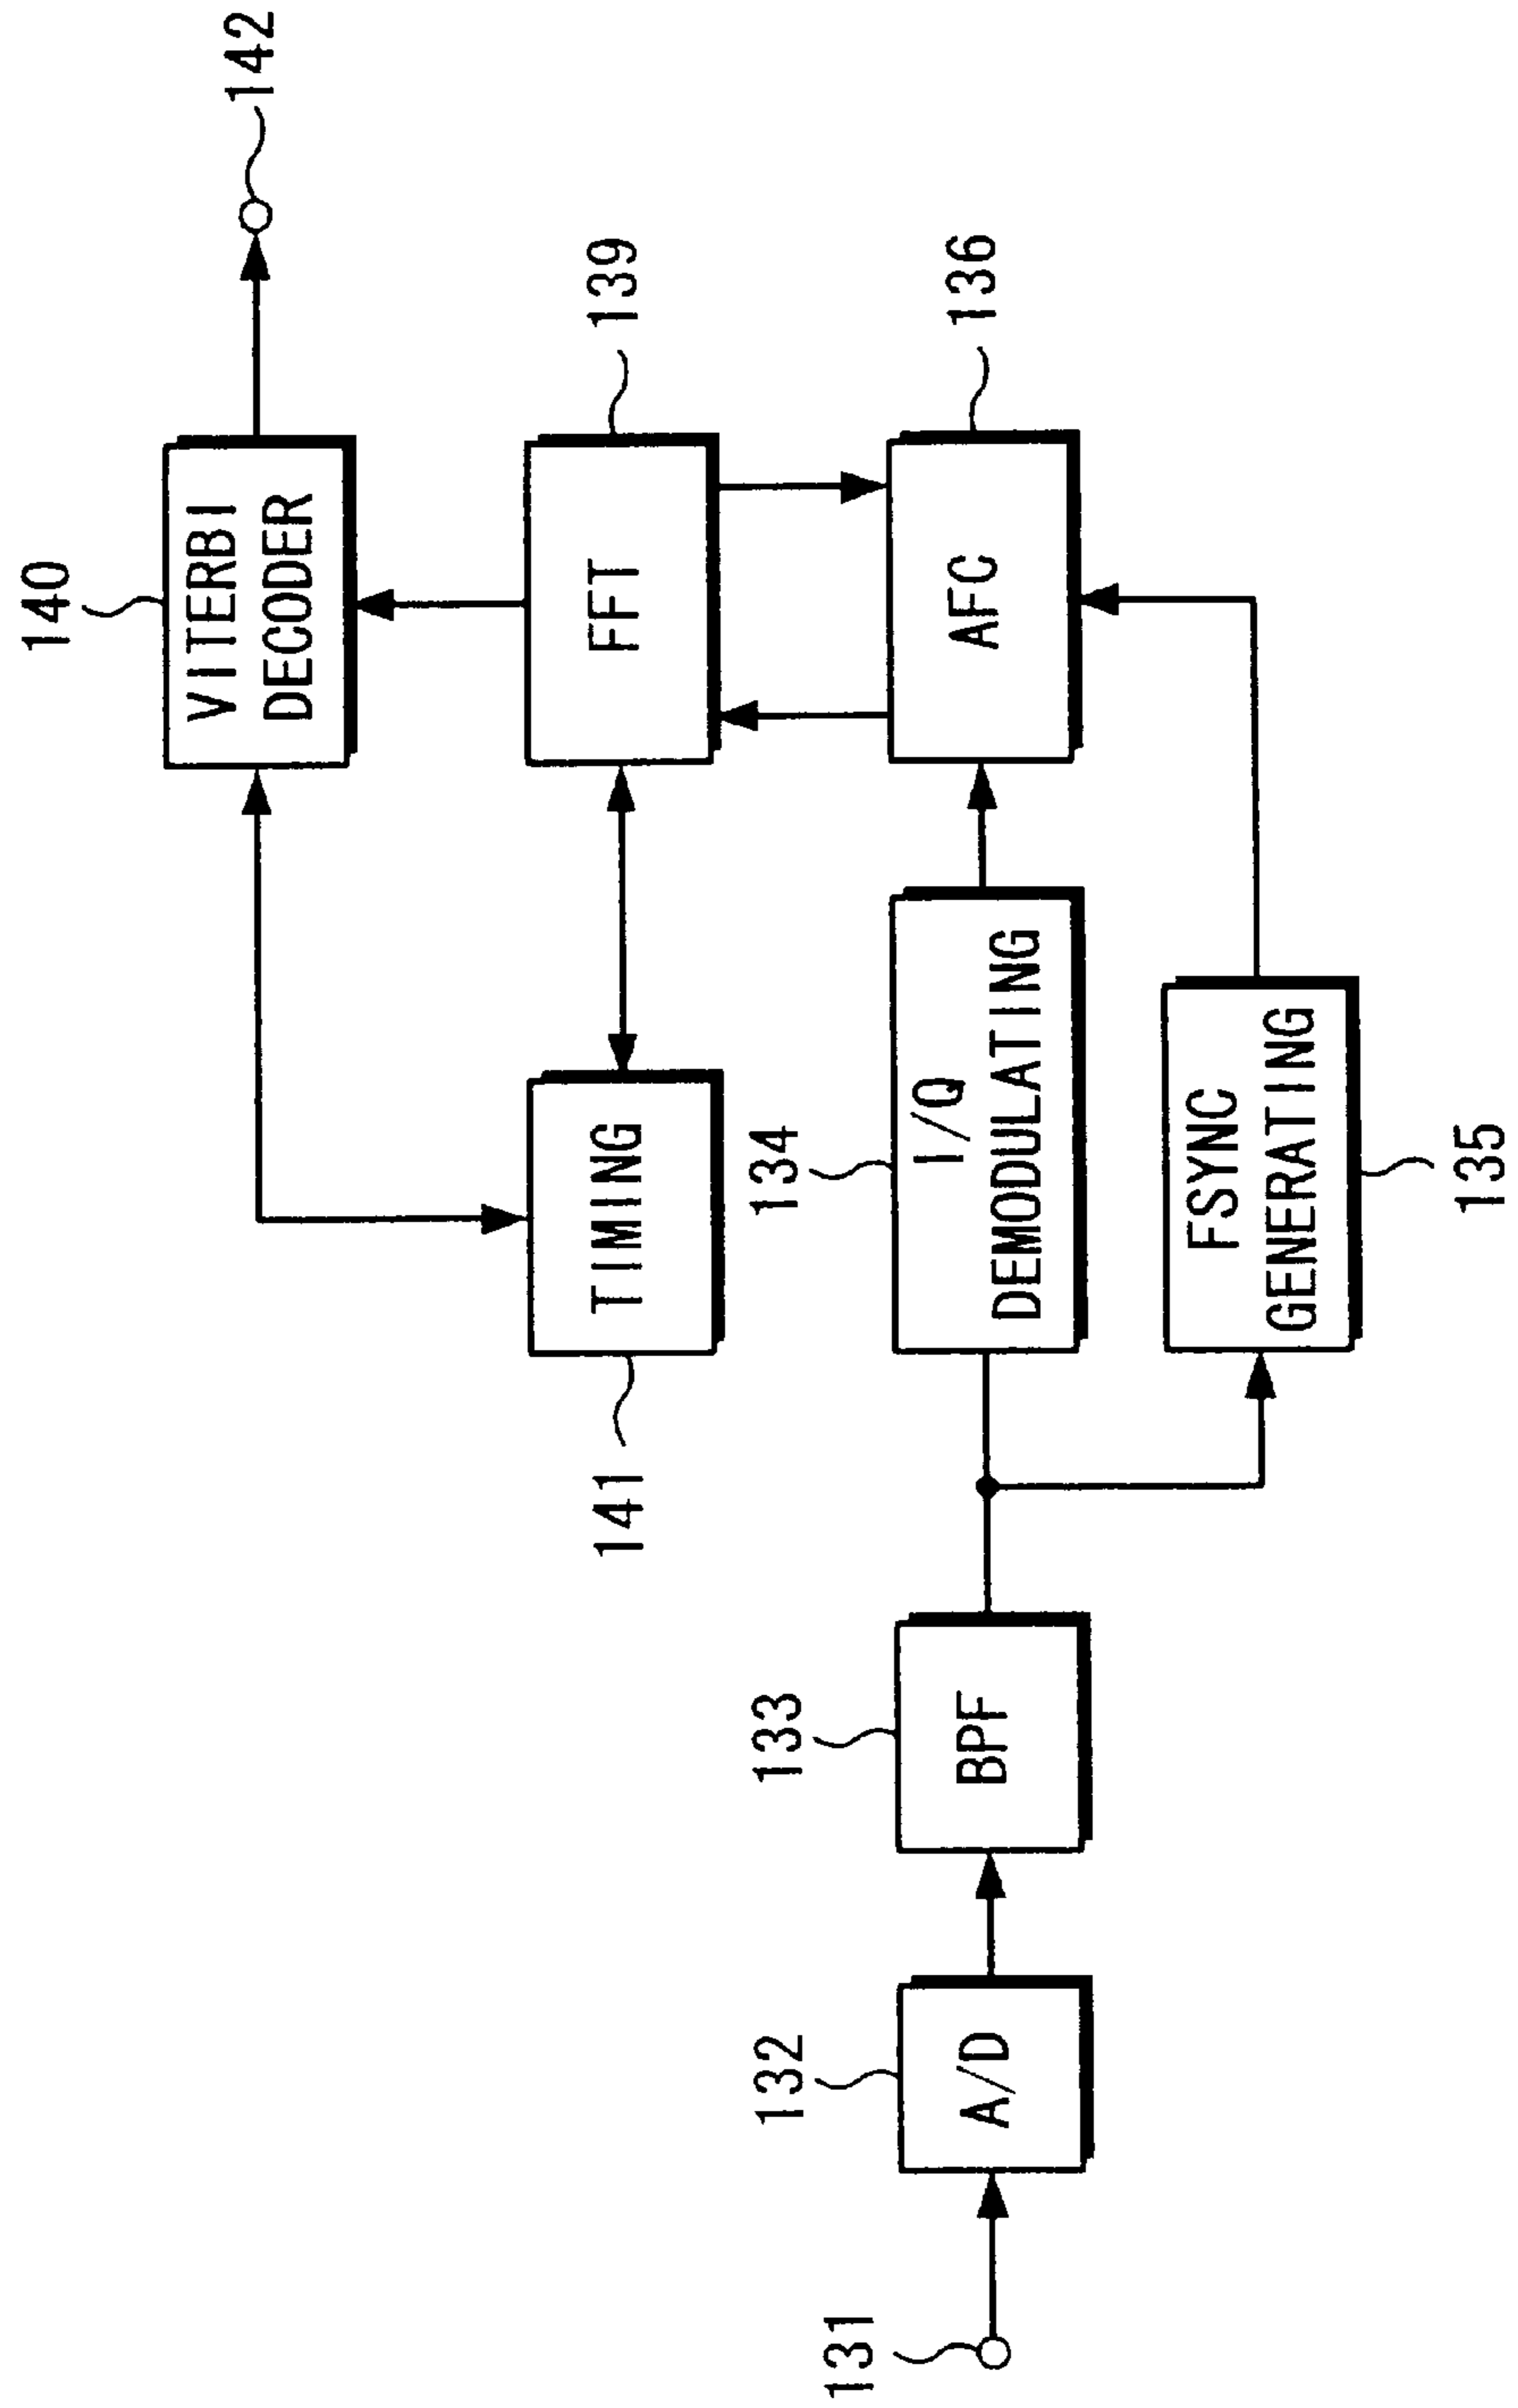 140
VITERBI
DECODER
142
141
TIMING
FFT
139
131
132
A/D
133
BPF
134
I/Q
DEMODULATING
AFC
136
FSYNC
GENERATING
135